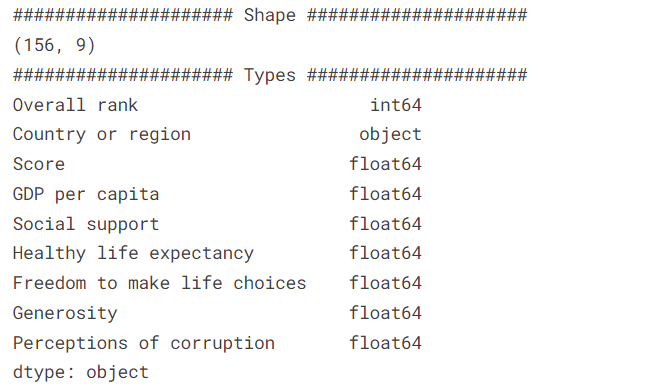 ##################### Shape #####################
(156, 9)
##################### Types #####################
Overall rank                      int64
Country or region                object
Score                           float64
GDP per capita                  float64
Social support                  float64
Healthy life expectancy         float64
Freedom to make life choices    float64
Generosity                      float64
Perceptions of corruption       float64
dtype: object